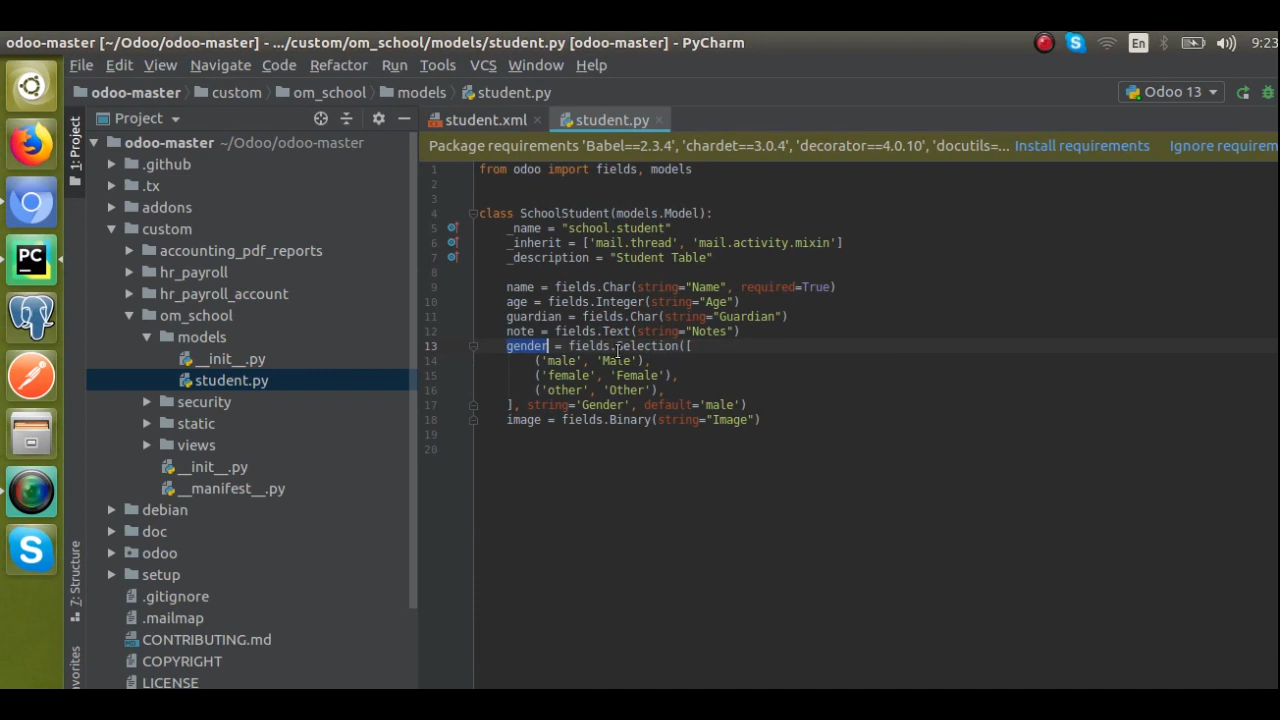 odoo-master [~/Odoo/odoo-master] - .../custom/om_school/models/student.py [odoo-master] - PyCharm
En
9:23
File Edit View Navigate Code Refactor Run Tools VCS Window Help
odoo-master custom om_school models student.py
Odoo 13
1: Project
7: Structure
avorites
Project
odoo-master ~/Odoo/odoo-master
.github
.tx
addons
custom
accounting_pdf_reports
hr_payroll
hr_payroll_account
om_school
models
__init__.py
student.py
security
static
views
__init__.py
__manifest__.py
debian
doc
odoo
setup
.gitignore
.mailmap
CONTRIBUTING.md
COPYRIGHT
LICENSE
student.xml student.py
Package requirements 'Babel==2.3.4', 'chardet==3.0.4', 'decorator==4.0.10', 'docutils=... Install requirements Ignore requirem
1 from odoo import fields, models
2
3
4 class SchoolStudent(models.Model):
5 _name = "school.student"
6 _inherit = ['mail.thread', 'mail.activity.mixin']
7 _description = "Student Table"
8
9 name = fields.Char(string="Name", required=True)
10 age = fields.Integer(string="Age")
11 guardian = fields.Char(string="Guardian")
12 note = fields.Text(string="Notes")
13 gender = fields.Selection([
14 ('male', 'Male'),
15 ('female', 'Female'),
16 ('other', 'Other'),
17 ], string='Gender', default='male')
18 image = fields.Binary(string="Image")
19
20
PC